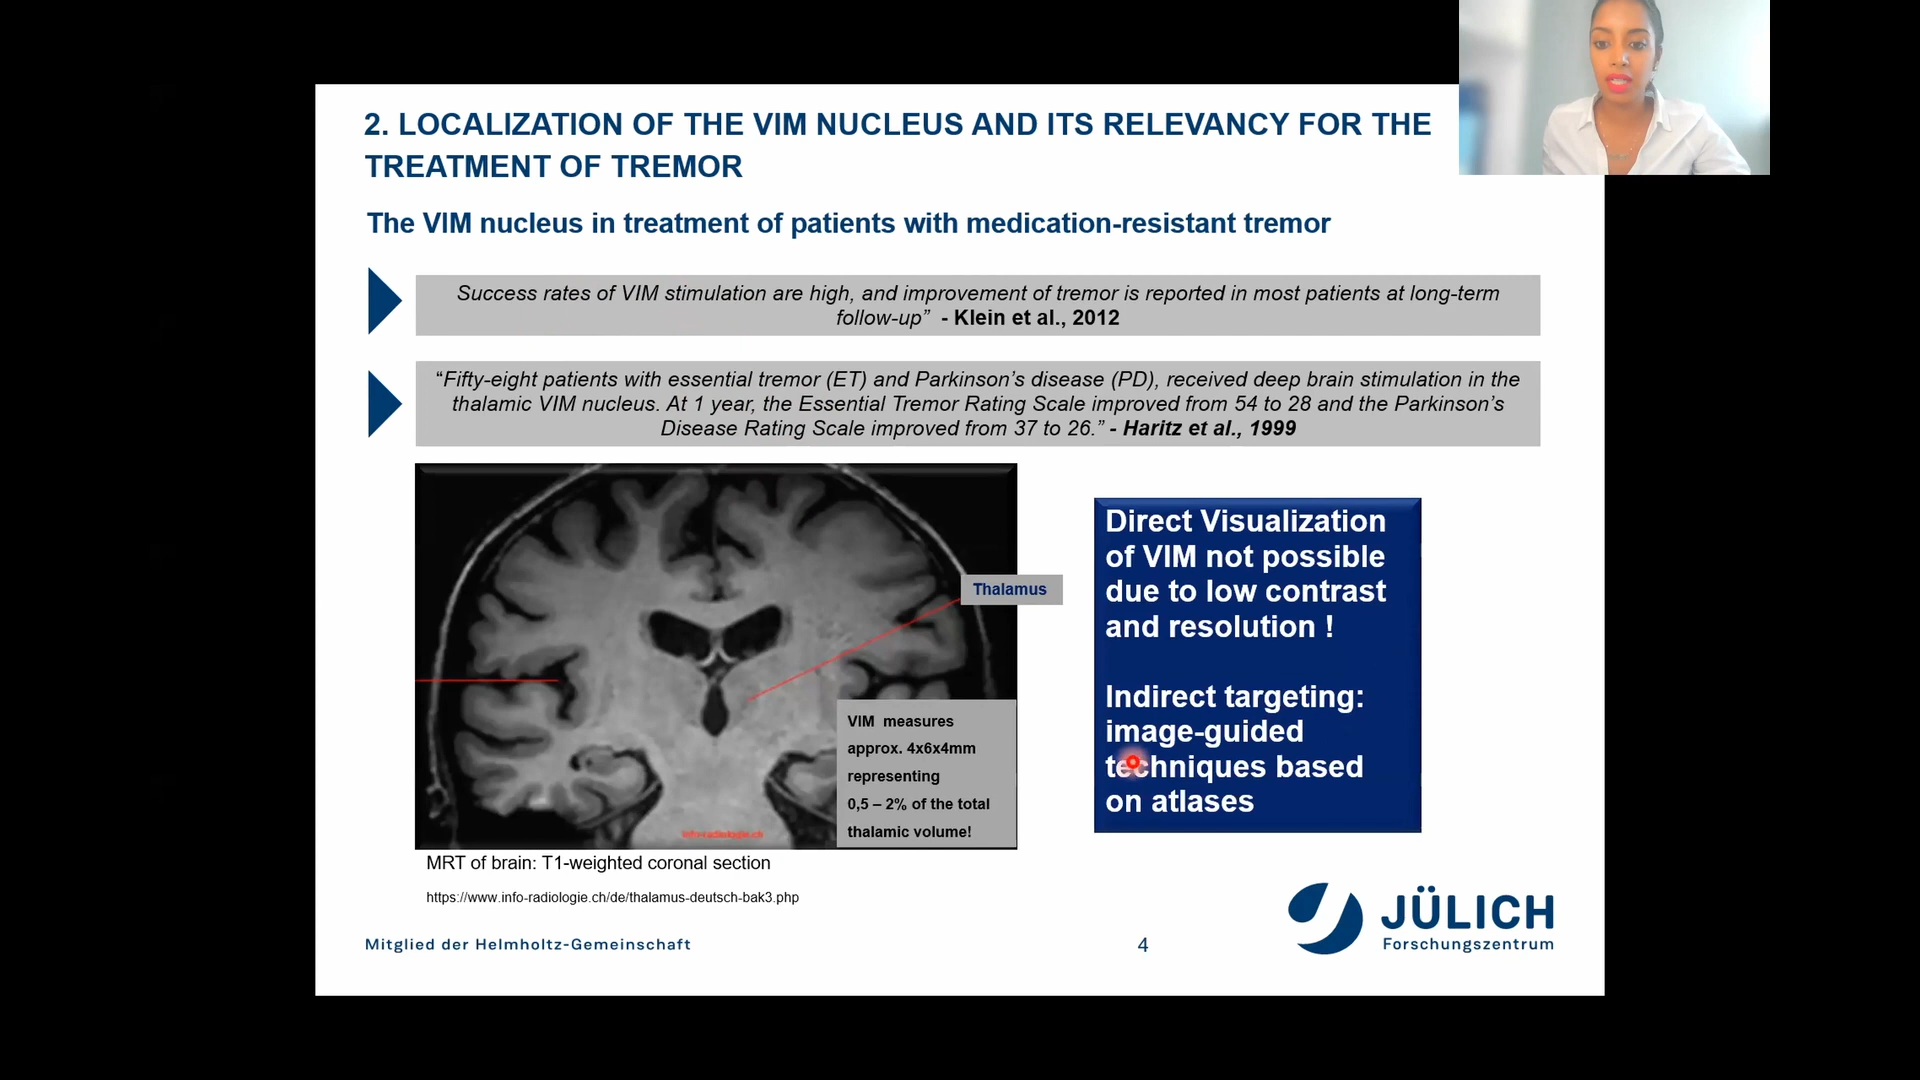 2. LOCALIZATION OF THE VIM NUCLEUS AND ITS RELEVANCY FOR THE
TREATMENT OF TREMOR
The VIM nucleus in treatment of patients with medication-resistant tremor
Success rates of VIM stimulation are high, and improvement of tremor is reported in most patients at long-term
follow-up” - Klein et al., 2012
“Fifty-eight patients with essential tremor (ET) and Parkinson’s disease (PD), received deep brain stimulation in the
thalamic VIM nucleus. At 1 year, the Essential Tremor Rating Scale improved from 54 to 28 and the Parkinson’s
Disease Rating Scale improved from 37 to 26.” - Haritz et al., 1999
Thalamus
VIM measures
approx. 4x6x4mm
representing
0,5 – 2% of the total
thalamic volume!
info-radiologie.ch
MRT of brain: T1-weighted coronal section
https://www.info-radiologie.ch/de/thalamus-deutsch-bak3.php
Direct Visualization
of VIM not possible
due to low contrast
and resolution !
Indirect targeting:
image-guided
techniques based
on atlases
Mitglied der Helmholtz-Gemeinschaft
4
JÜLICH
Forschungszentrum